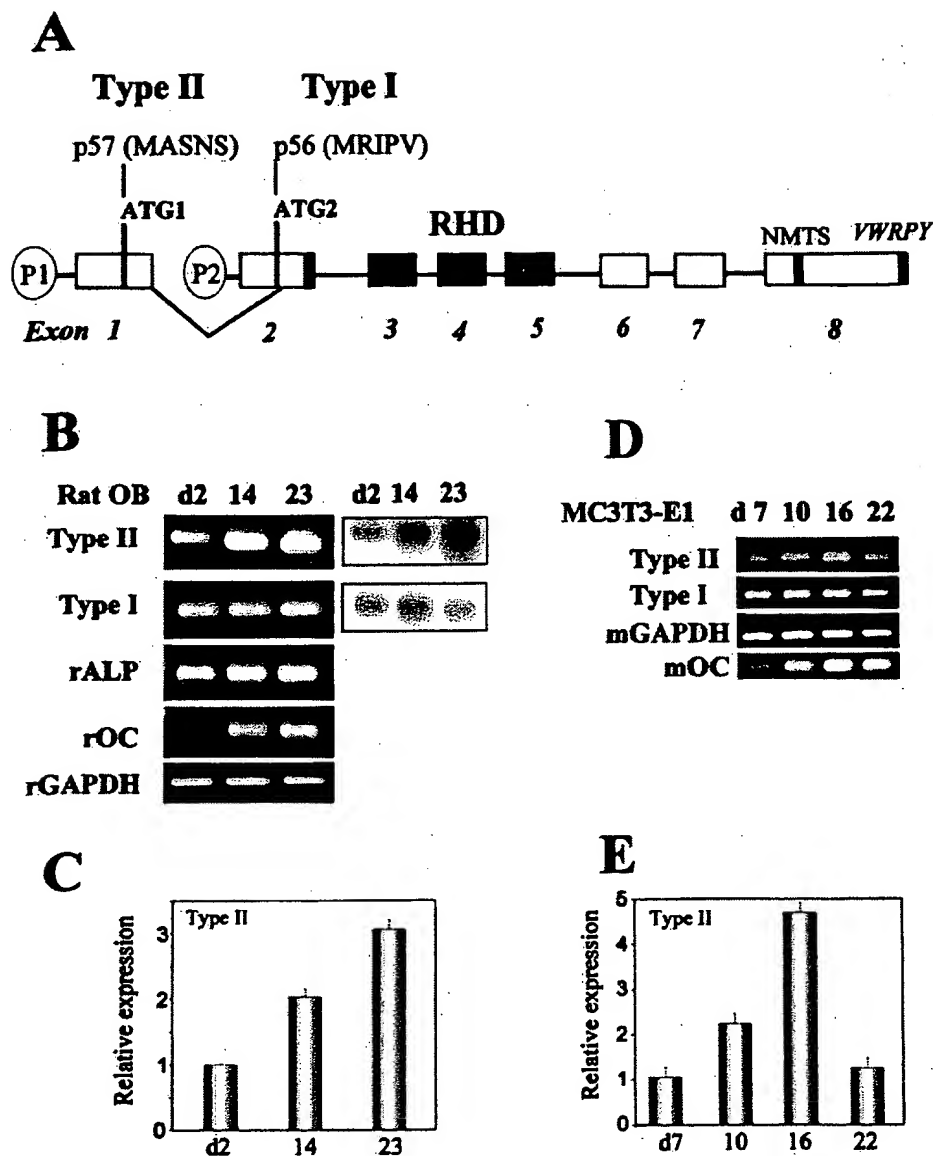 A
Type II Type I
p57 (MASNS) p56 (MRIPV)
ATG1 ATG2 RHD NMTS VWRPY
P1 P2
Exon 1 2 3 4 5 6 7 8
B
Rat OB d2 14 23 d2 14 23
Type II
Type I
rALP
rOC
rGAPDH
D
MC3T3-E1 d 7 10 16 22
Type II
Type I
mGAPDH
mOC
C
Relative expression
Type II
3
2
1
0
d2 14 23
E
Relative expression
Type II
5
4
2
1
0
d7 10 16 22